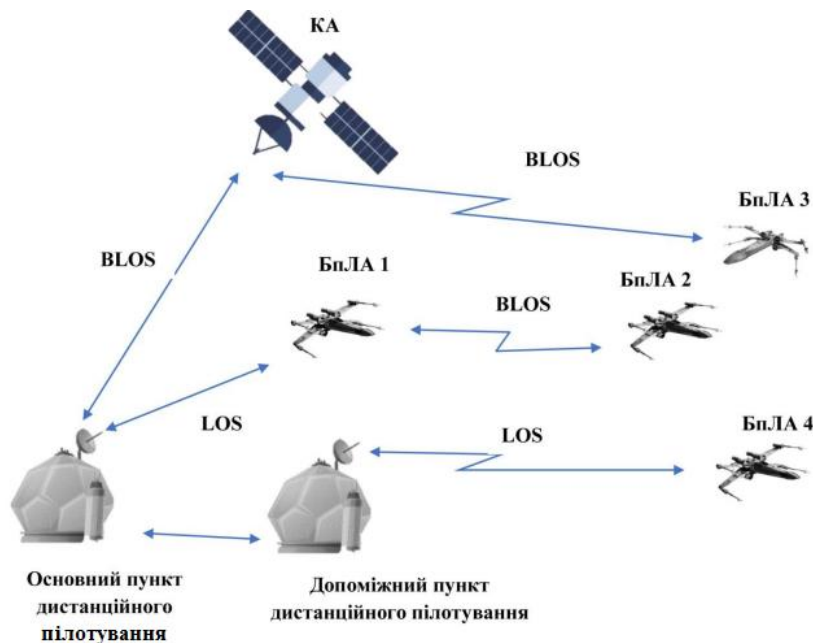 КА
BLOS
БпЛА 3
BLOS
БпЛА 1
БпЛА 2
BLOS
LOS
LOS
БпЛА 4
Основний пункт
дистанційного
пілотування
Допоміжний пункт
дистанційного пілотування